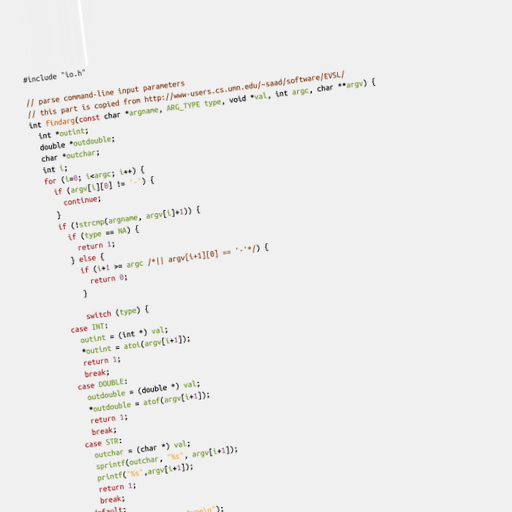 #include "io.h"
// parse command-line input parameters
// this part is copied from http://www-users.cs.umn.edu/~saad/software/EVSL/
int findarg(const char *argname, ARG_TYPE type, void *val, int argc, char **argv) {
int *outint;
double *outdouble;
char *outchar;
int i;
for (i=0; i<argc; i++) {
if (argv[i][0] != '-') {
continue;
}
if (!strcmp(argname, argv[i]+1)) {
if (type == NA) {
return 1;
} else {
if (i+1 >= argc /*|| argv[i+1][0] == '-'*/) {
return 0;
}
switch (type) {
case INT:
outint = (int *) val;
*outint = atoi(argv[i+1]);
return 1;
break;
case DOUBLE:
outdouble = (double *) val;
*outdouble = atof(argv[i+1]);
return 1;
break;
case STR:
outchar = (char *) val;
sprintf(outchar, "%s", argv[i+1]);
printf("%s",argv[i+1]);
return 1;
break;
default: